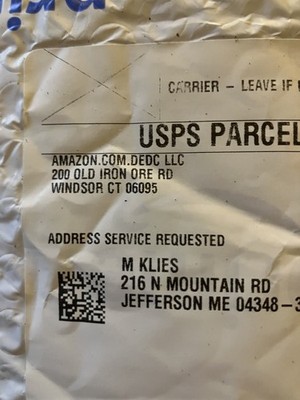 CARRIER - LEAVE IF
USPS PARCEL
AMAZON.COM.DEDC LLC
200 OLD IRON ORE RD
WINDSOR CT 06095
ADDRESS SERVICE REQUESTED
M KLIES
216 N MOUNTAIN RD
JEFFERSON ME 04348-3